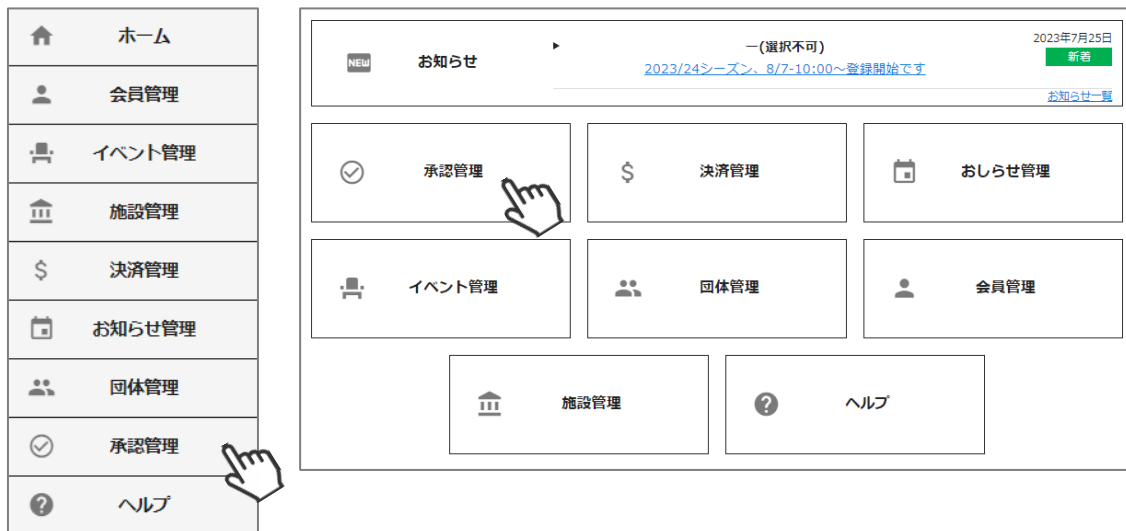 ホーム
会員管理
イベント管理
施設管理
決済管理
お知らせ管理
団体管理
承認管理
ヘルプ
NEW
お知らせ
ー(選択不可)
2023/24シーズン、8/7-10:00~登録開始です
2023年7月25日
新着
お知らせ一覧
承認管理
決済管理
おしらせ管理
イベント管理
団体管理
会員管理
施設管理
ヘルプ